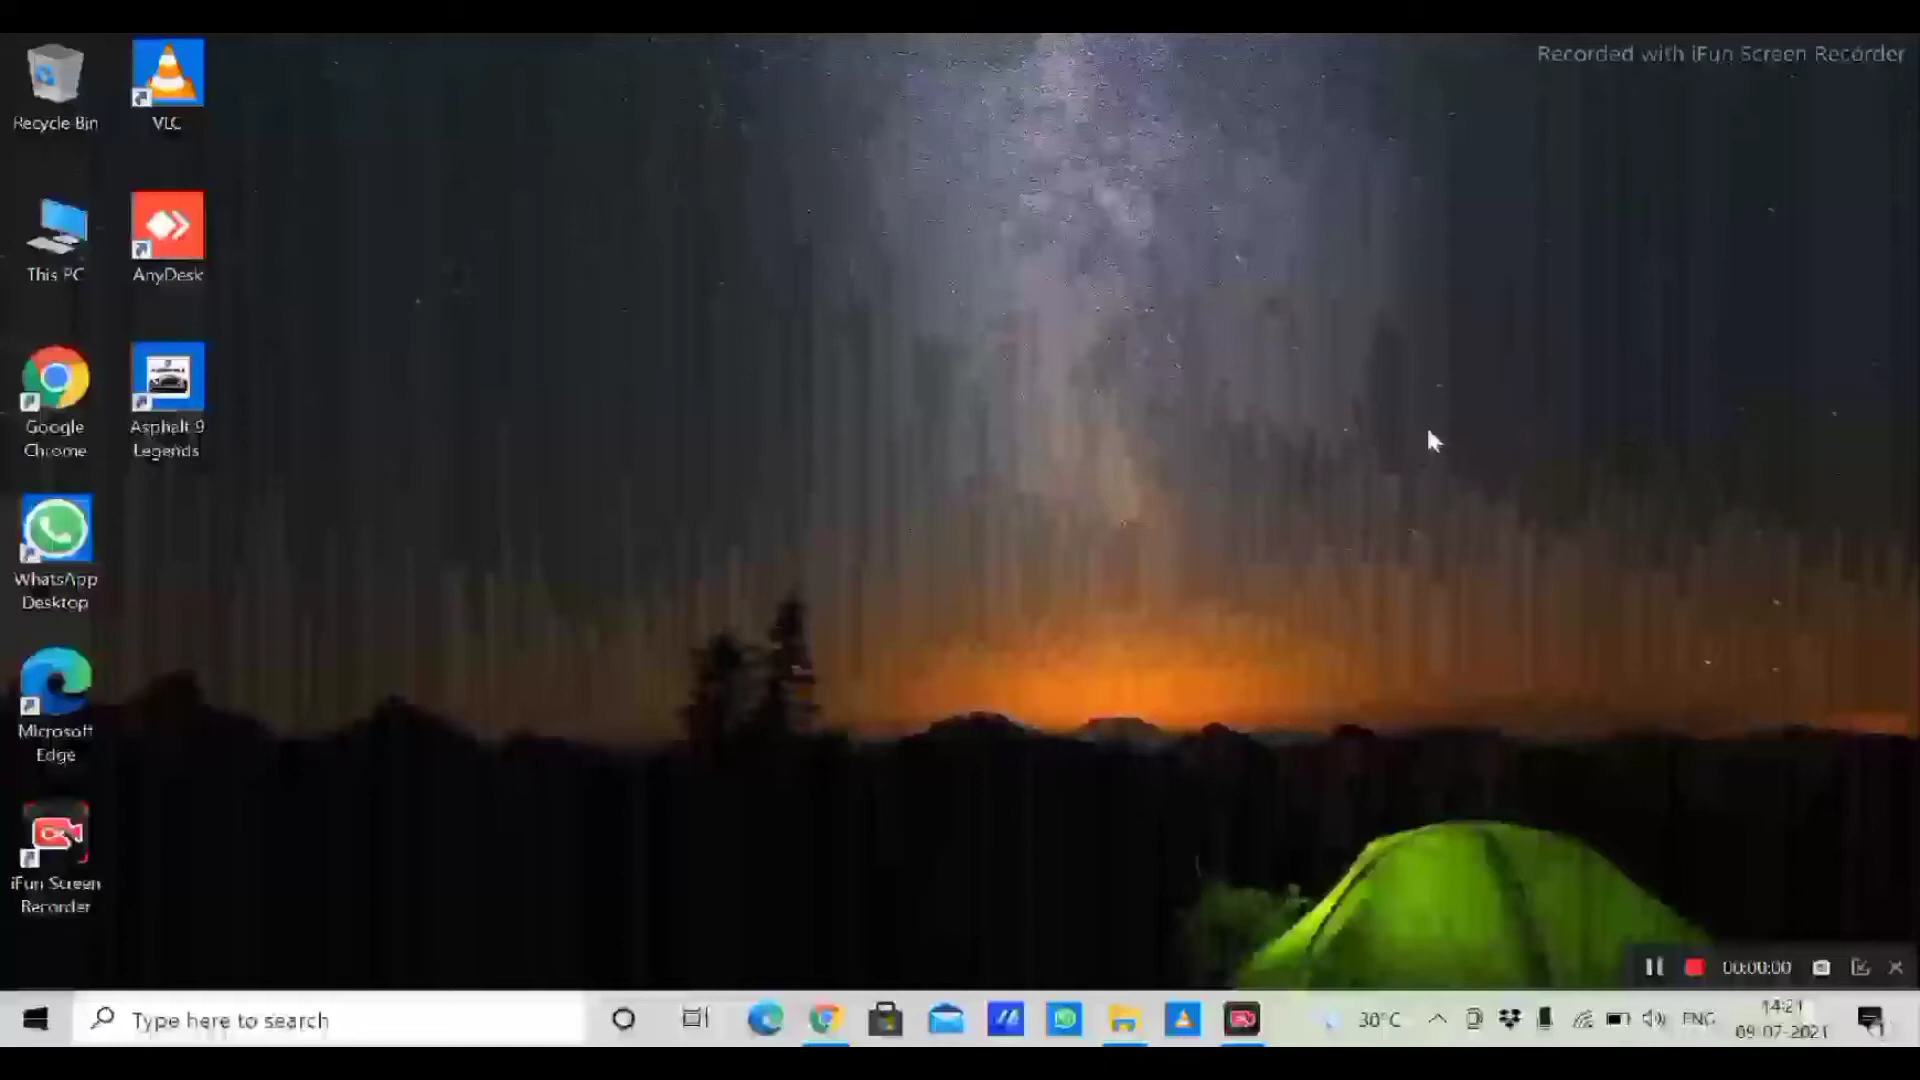 Recorded with iFun Screen Recorder
Recycle Bin
VLC
This PC
AnyDesk
Google
Chrome
Asphalt 9
Legends
WhatsApp
Desktop
Microsoft
Edge
iFun Screen
Recorder
00:00:00
Type here to search
30°C
ENG
14:21
09-07-2021